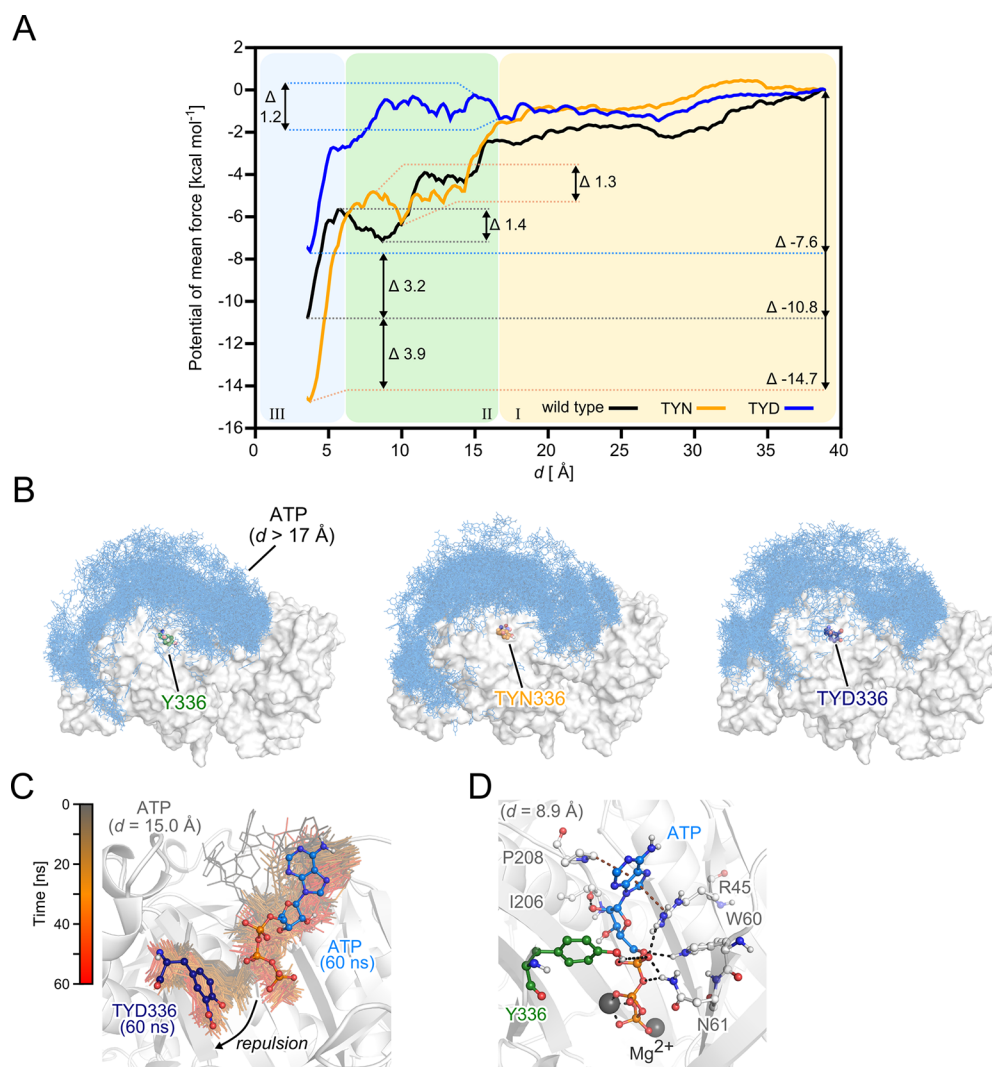 A
Potential of mean force [kcal mol-1]
2
0
-2
-4
-6
-8
-10
-12
-14
-16
Δ
1.2
Δ 1.3
Δ 1.4
Δ 3.2
Δ 3.9
Δ -7.6
Δ -10.8
Δ -14.7
III
II
I
wild type
TYN
TYD
0 5 10 15 20 25 30 35 40
d [ Å]
B
ATP
(d > 17 Å)
Y336
TYN336
TYD336
C
Time [ns]
0
20
40
60
ATP
(d = 15.0 Å)
ATP
(60 ns)
TYD336
(60 ns)
repulsion
D
(d = 8.9 Å)
ATP
P208
R45
I206
W60
Y336
N61
Mg2+